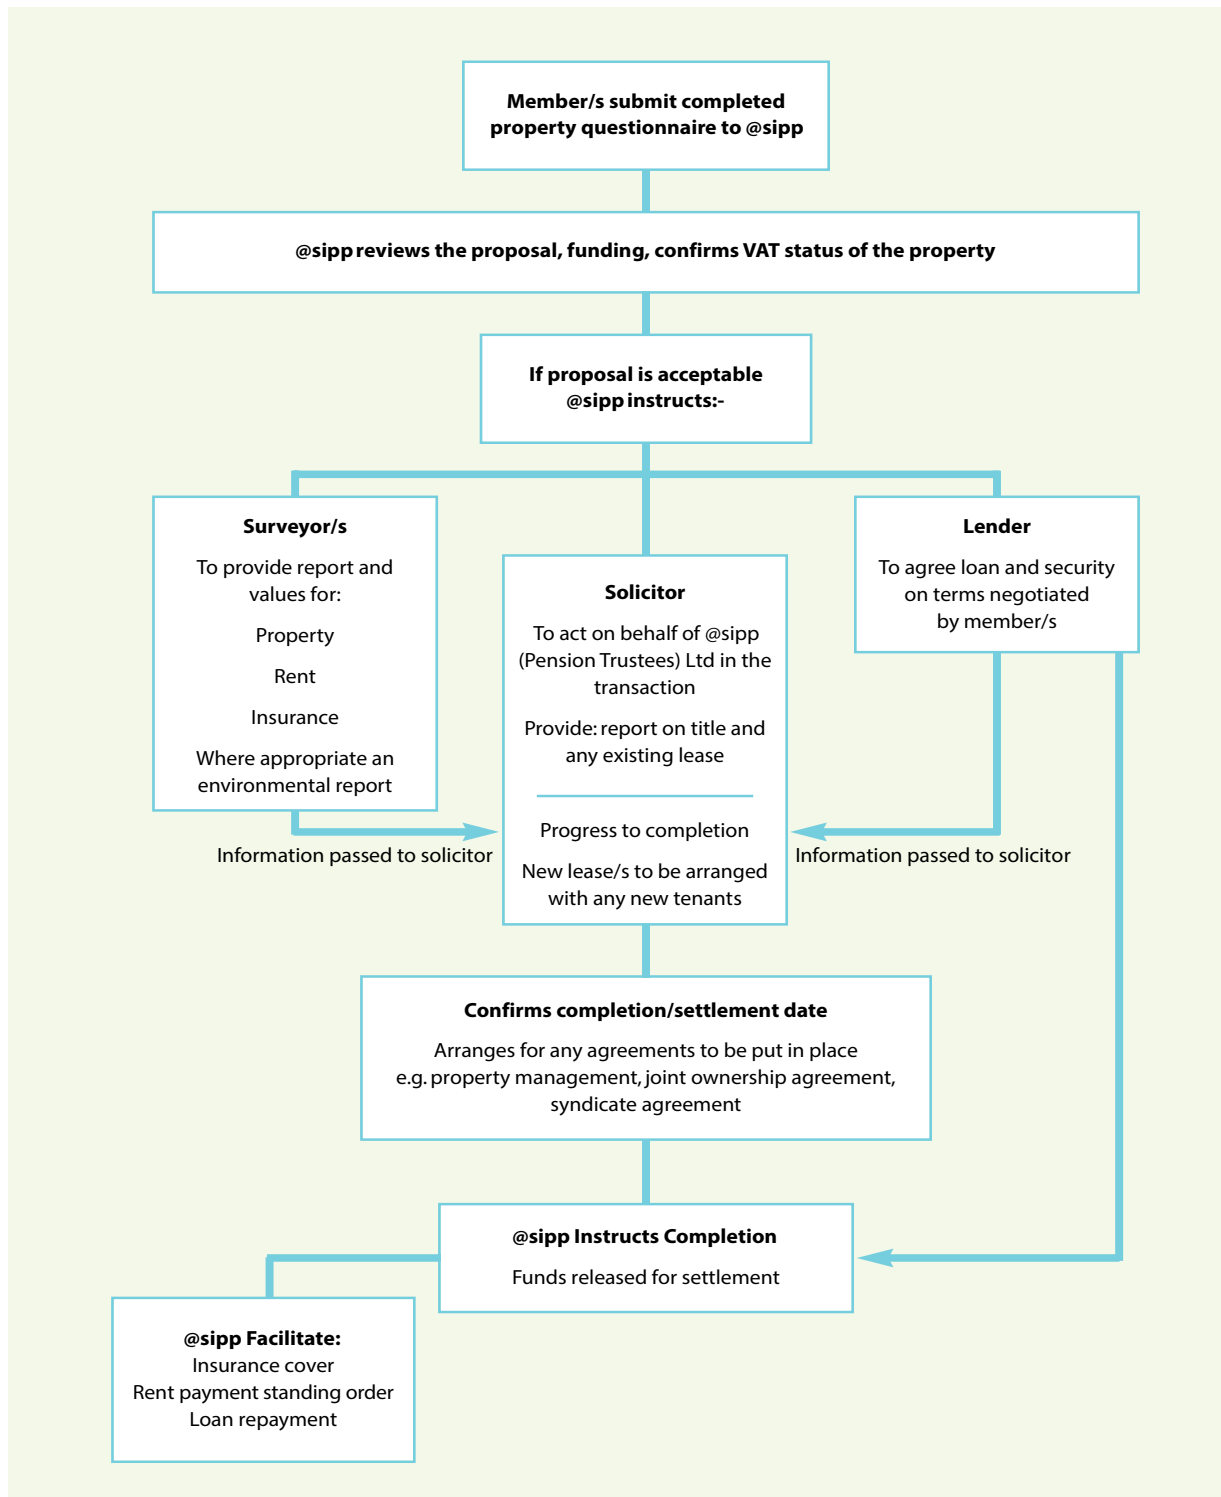 Member/s submit completed
property questionnaire to @sipp
@sipp reviews the proposal, funding, confirms VAT status of the property
If proposal is acceptable
@sipp instructs:-
Surveyor/s
To provide report and
values for:
Property
Rent
Insurance
Where appropriate an
environmental report
Information passed to solicitor
Solicitor
To act on behalf of @sipp
(Pension Trustees) Ltd in the
transaction
Provide: report on title and
any existing lease
Progress to completion
New lease/s to be arranged
with any new tenants
Lender
To agree loan and security
on terms negotiated
by member/s
Information passed to solicitor
Confirms completion/settlement date
Arranges for any agreements to be put in place
e.g. property management, joint ownership agreement,
syndicate agreement
@sipp Instructs Completion
Funds released for settlement
@sipp Facilitate:
Insurance cover
Rent payment standing order
Loan repayment